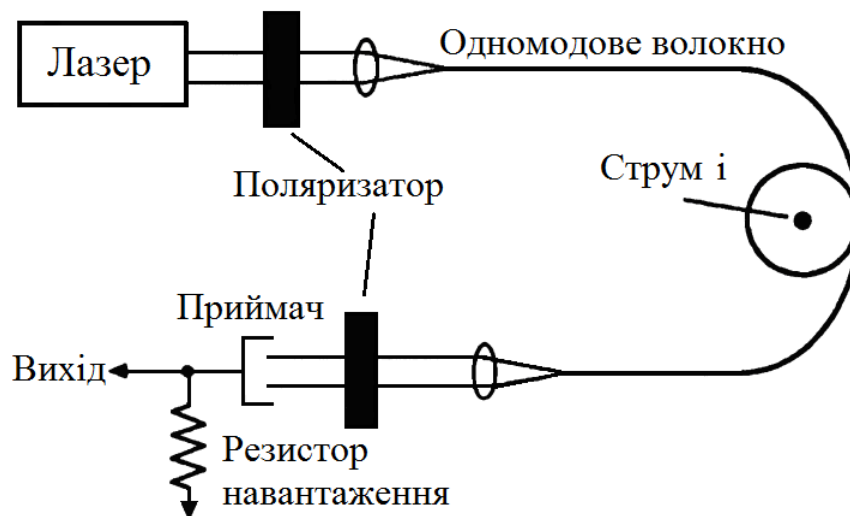 Лазер
Одномодове волокно
Струм i
Поляризатор
Приймач
Вихід
Резистор
навантаження